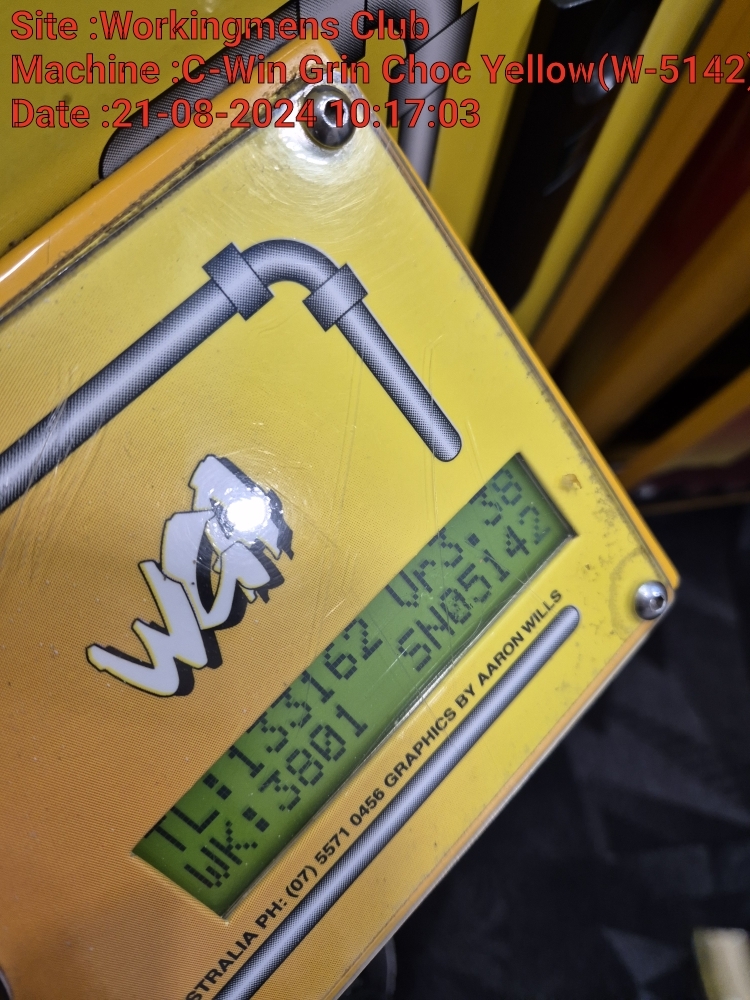 Site :Workingmens Club
Machine :C-Win Grin Choc Yellow(W-5142)
Date :21-08-2024 10:17:03
WGA
TL:133162 Vr3.38
WK:3801 SN05142
STRALIA PH: (07) 5571 0456 GRAPHICS BY AARON WILLS